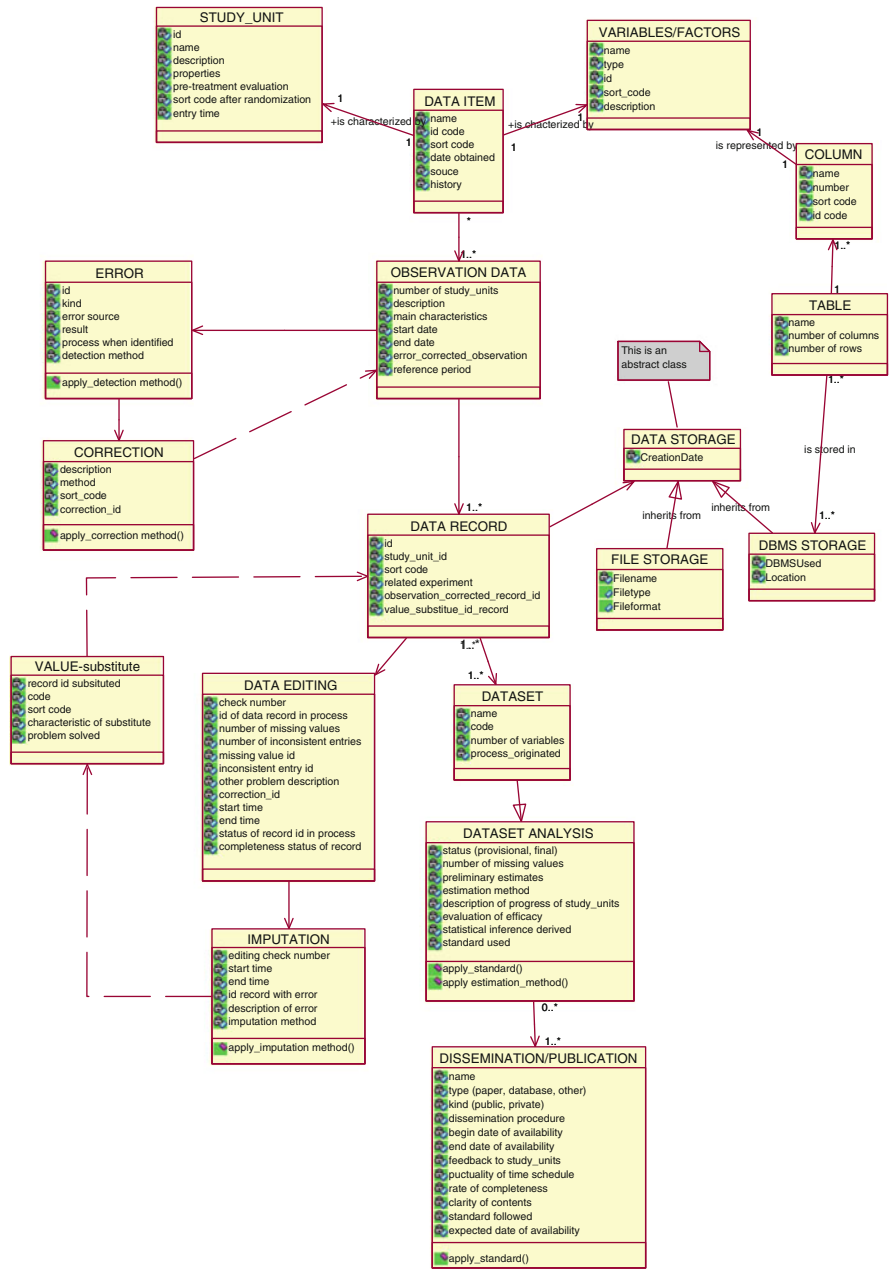 STUDY_UNIT
id
name
description
properties
pre-treatment evaluation
sort code after randomization
entry time
VARIABLES/FACTORS
name
type
id
sort_code
description
DATA ITEM
name
id code
sort code
date obtained
souce
history
1
+is characterized by
1
+is chacterized by
1
1
1
is represented by
1
COLUMN
name
number
sort code
id code
*
1..*
1..*
1
ERROR
id
kind
error source
result
process when identified
detection method
apply_detection method()
OBSERVATION DATA
number of study_units
description
main characteristics
start date
end date
error_corrected_observation
reference period
TABLE
name
number of columns
number of rows
1..*
This is an
abstract class
CORRECTION
description
method
sort_code
correction_id
apply_correction method()
DATA STORAGE
CreationDate
is stored in
inherits from
inherits from
1..*
1..*
DATA RECORD
id
study_unit_id
sort code
related experiment
observation_corrected_record_id
value_substitue_id_record
FILE STORAGE
Filename
Filetype
Fileformat
DBMS STORAGE
DBMSUsed
Location
1..*
1..*
VALUE-substitute
record id subsituted
code
sort code
characteristic of substitute
problem solved
DATA EDITING
check number
id of data record in process
number of missing values
number of inconsistent entries
missing value id
inconsistent entry id
other problem description
correction_id
start time
end time
status of record id in process
completeness status of record
DATASET
name
code
number of variables
process_originated
DATASET ANALYSIS
status (provisional, final)
number of missing values
preliminary estimates
estimation method
description of progress of study_units
evaluation of efficacy
statistical inference derived
standard used
apply_standard()
apply estimation_method()
IMPUTATION
editing check number
start time
end time
id record with error
description of error
imputation method
apply_imputation method()
0..*
1..*
DISSEMINATION/PUBLICATION
name
type (paper, database, other)
kind (public, private)
dissemination procedure
begin date of availability
end date of availability
feedback to study_units
puctuality of time schedule
rate of completeness
clarity of contents
standard followed
expected date of availability
apply_standard()